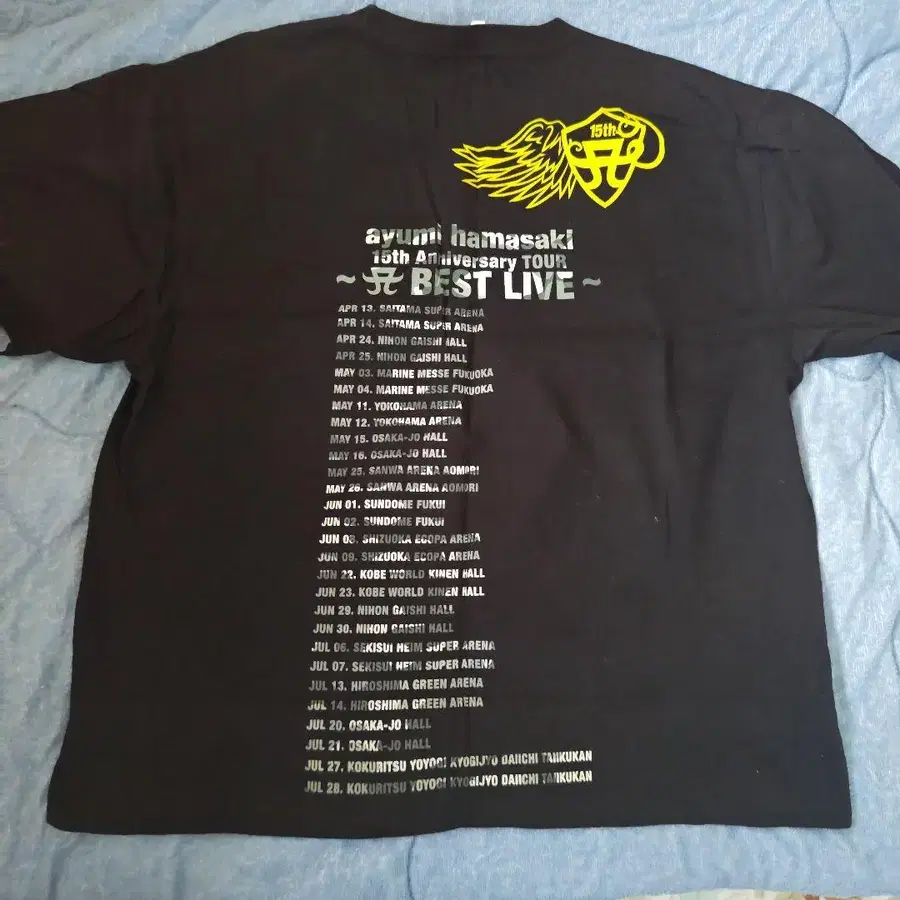 15th
ayumi hamasaki
15th Anniversary TOUR
~ A BEST LIVE ~
APR 13. SAITAMA SUPER ARENA
APR 14. SAITAMA SUPER ARENA
APR 24. NIHON GAISHI HALL
APR 25. NIHON GAISHI HALL
MAY 03. MARINE MESSE FUKUOKA
MAY 04. MARINE MESSE FUKUOKA
MAY 11. YOKOHAMA ARENA
MAY 12. YOKOHAMA ARENA
MAY 15. OSAKA-JO HALL
MAY 16. OSAKA-JO HALL
MAY 25. SANWA ARENA AOMORI
MAY 26. SANWA ARENA AOMORI
JUN 01. SUNDOME FUKUI
JUN 02. SUNDOME FUKUI
JUN 08. SHIZUOKA ECOPA ARENA
JUN 09. SHIZUOKA ECOPA ARENA
JUN 22. KOBE WORLD KINEN HALL
JUN 23. KOBE WORLD KINEN HALL
JUN 29. NIHON GAISHI HALL
JUN 30. NIHON GAISHI HALL
JUL 06. SEKISUI HEIM SUPER ARENA
JUL 07. SEKISUI HEIM SUPER ARENA
JUL 13. HIROSHIMA GREEN ARENA
JUL 14. HIROSHIMA GREEN ARENA
JUL 20. OSAKA-JO HALL
JUL 21. OSAKA-JO HALL
JUL 27. KOKURITSU YOYOGI KYOGIJYO DAIICHI TAIIKUKAN
JUL 28. KOKURITSU YOYOGI KYOGIJYO DAIICHI TAIIKUKAN